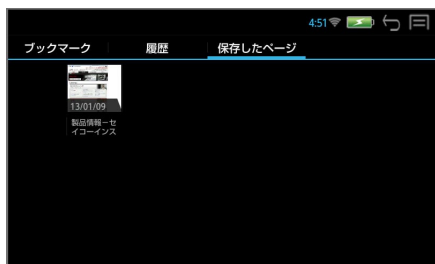 4:51
ブックマーク 履歴 保存したページ
13/01/09
製品情報－セ
イコーインス